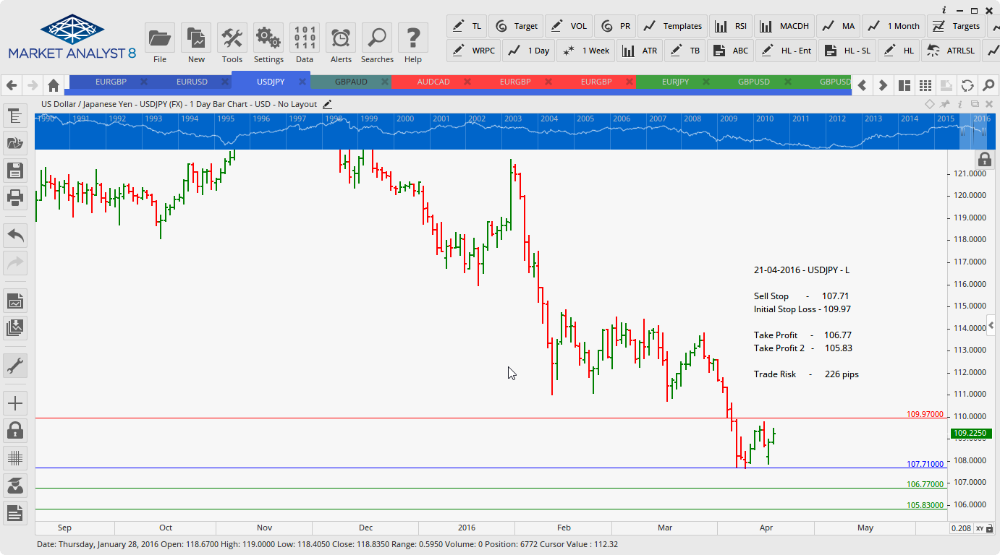 i
TL Target VOL PR Templates RSI MACDH MA 1 Month Targets
MARKET ANALYST 8
File New Tools Settings Data Alerts Searches Help
WRPC 1 Day 1 Week ATR TB ABC HL - Ent HL - SL HL ATRLSL
EURGBP EURUSD USDJPY GBPAUD AUDCAD EURGBP EURGBP EURJPY GBPUSD GBPUSD
US Dollar / Japanese Yen - USDJPY (FX) - 1 Day Bar Chart - USD - No Layout
1990 1991 1992 1993 1994 1995 1996 1997 1998 1999 2000 2001 2002 2003 2004 2005 2006 2007 2008 2009 2010 2011 2012 2013 2014 2015 2016
121.0000
120.0000
119.0000
118.0000
117.0000
116.0000
115.0000
114.0000
113.0000
112.0000
111.0000
110.0000
109.2250
108.0000
107.0000
106.0000
21-04-2016 - USDJPY - L
Sell Stop - 107.71
Initial Stop Loss - 109.97
Take Profit - 106.77
Take Profit 2 - 105.83
Trade Risk - 226 pips
109.97000
107.71000
106.77000
105.83000
Sep Oct Nov Dec 2016 Feb Mar Apr May
0.208 XY
Date: Thursday, January 28, 2016 Open: 118.6700 High: 119.0000 Low: 118.4050 Close: 118.8350 Range: 0.5950 Volume: 0 Position: 6772 Cursor Value : 112.32